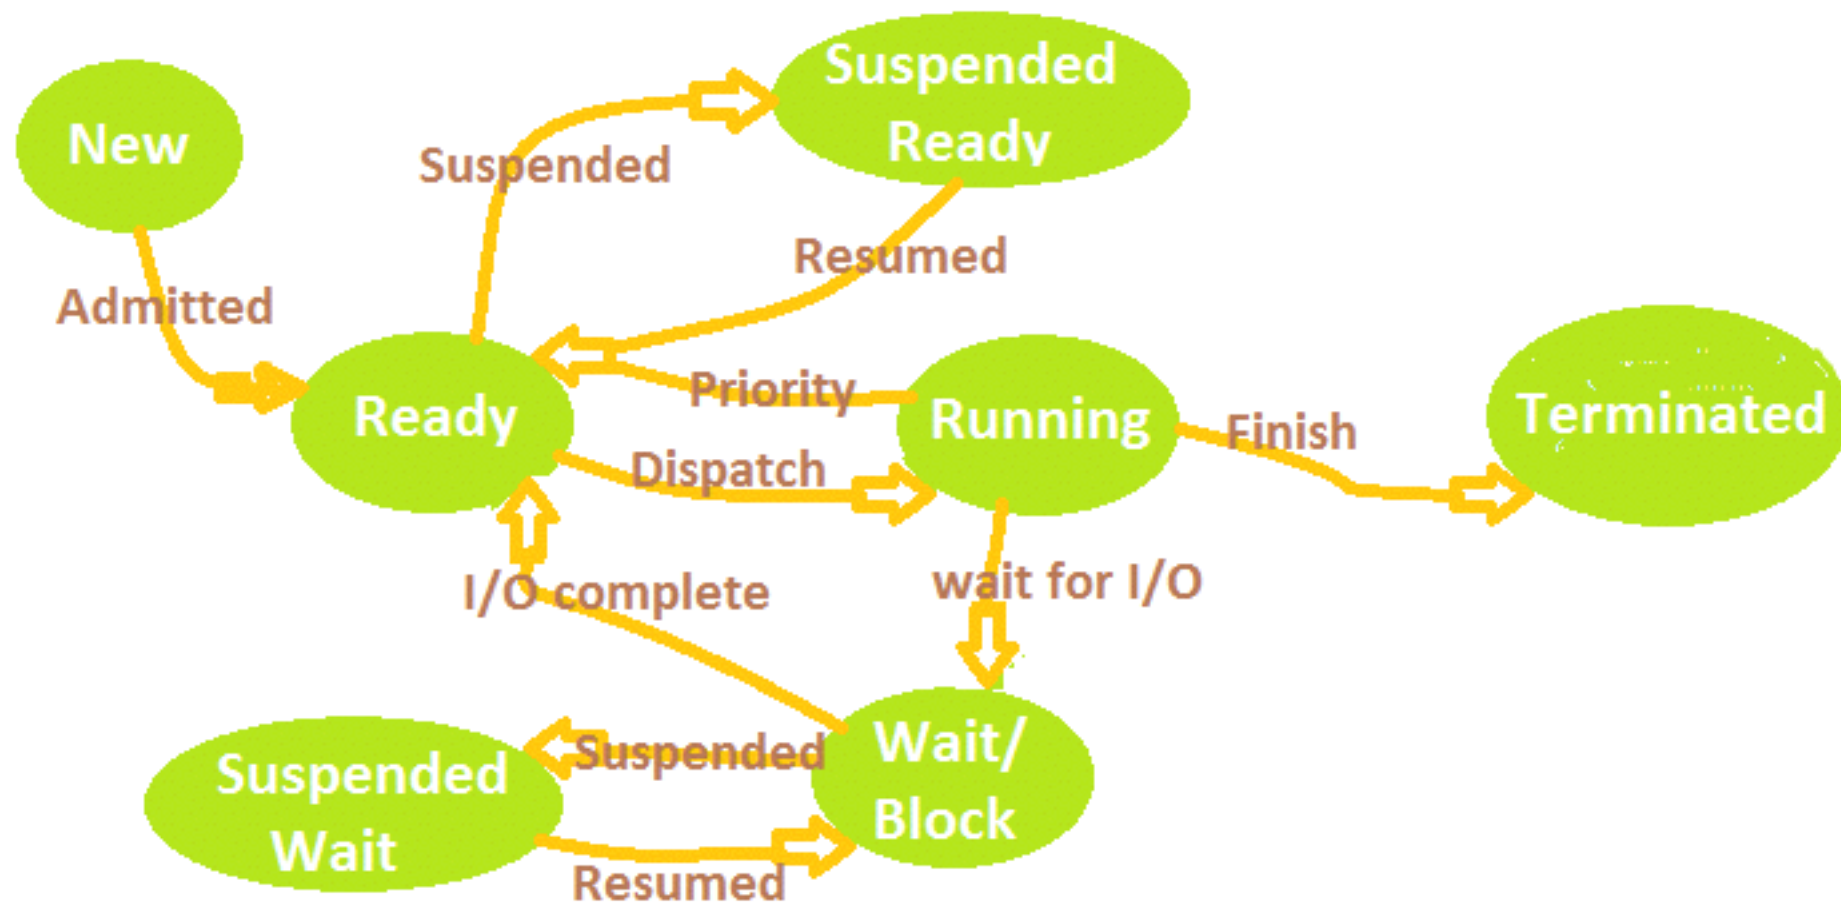 New
Suspended
Ready
Suspended
Resumed
Admitted
Ready
Priority
Running
Finish
Terminated
Dispatch
I/O complete
wait for I/O
Suspended
Wait
Suspended
Wait/
Block
Resumed